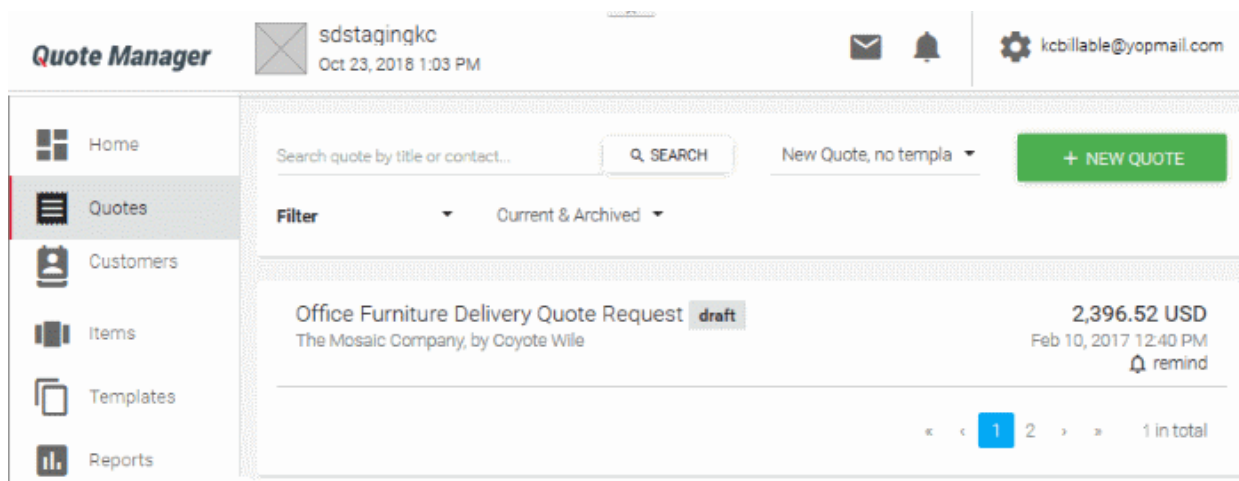 Quote Manager
sdstagingkc
Oct 23, 2018 1:03 PM
kcbillable@yopmail.com
Home
Quotes
Customers
Items
Templates
Reports
Search quote by title or contact...
SEARCH
New Quote, no templa
+ NEW QUOTE
Filter
Current & Archived
Office Furniture Delivery Quote Request draft
2,396.52 USD
The Mosaic Company, by Coyote Wile
Feb 10, 2017 12:40 PM
remind
« ‹ 1 2 › » 1 in total